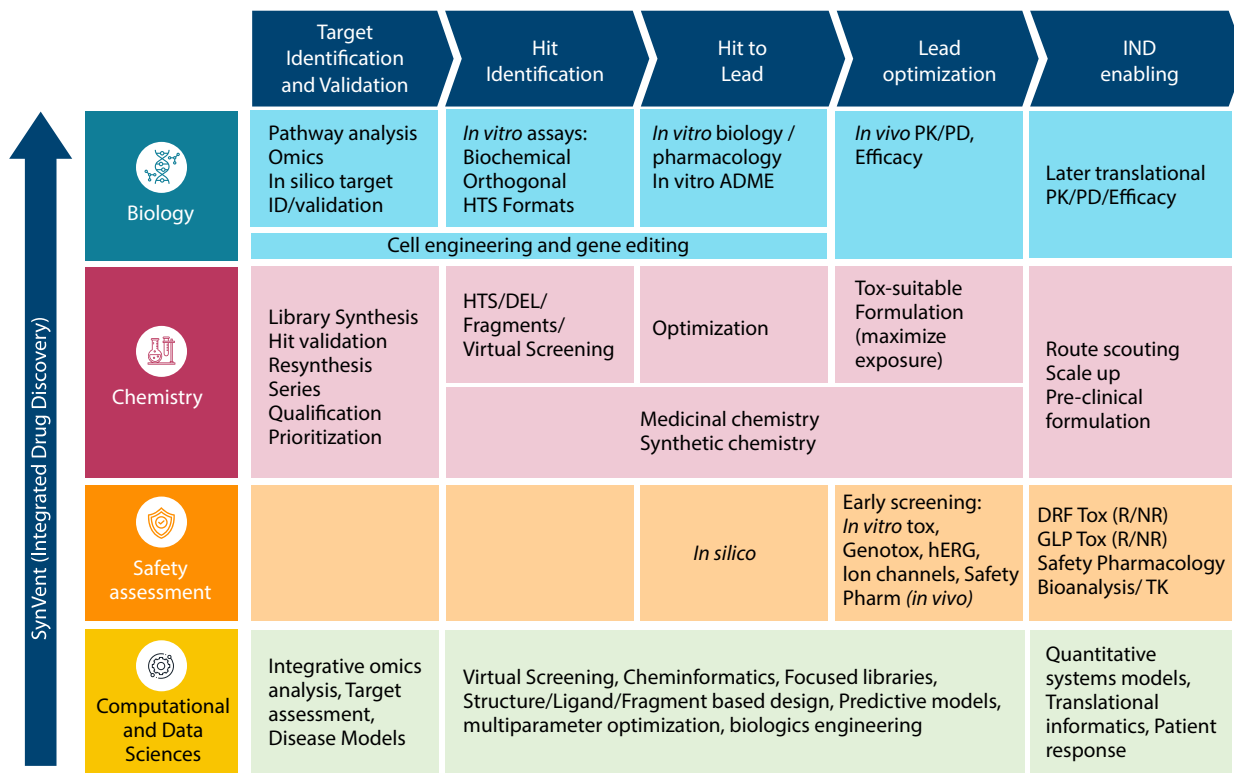 Target
Identification
and Validation
Hit
Identification
Hit to
Lead
Lead
optimization
IND
enabling
SynVent (Integrated Drug Discovery)
Biology
Pathway analysis
Omics
In silico target
ID/validation
In vitro assays:
Biochemical
Orthogonal
HTS Formats
In vitro biology /
pharmacology
In vitro ADME
In vivo PK/PD,
Efficacy
Later translational
PK/PD/Efficacy
Cell engineering and gene editing
Chemistry
Library Synthesis
Hit validation
Resynthesis
Series
Qualification
Prioritization
HTS/DEL/
Fragments/
Virtual Screening
Optimization
Tox-suitable
Formulation
(maximize
exposure)
Route scouting
Scale up
Pre-clinical
formulation
Medicinal chemistry
Synthetic chemistry
Safety
assessment
In silico
Early screening:
In vitro tox,
Genotox, hERG,
Ion channels, Safety
Pharm (in vivo)
DRF Tox (R/NR)
GLP Tox (R/NR)
Safety Pharmacology
Bioanalysis/ TK
Computational
and Data
Sciences
Integrative omics
analysis, Target
assessment,
Disease Models
Virtual Screening, Cheminformatics, Focused libraries,
Structure/Ligand/Fragment based design, Predictive models,
multiparameter optimization, biologics engineering
Quantitative
systems models,
Translational
informatics, Patient
response